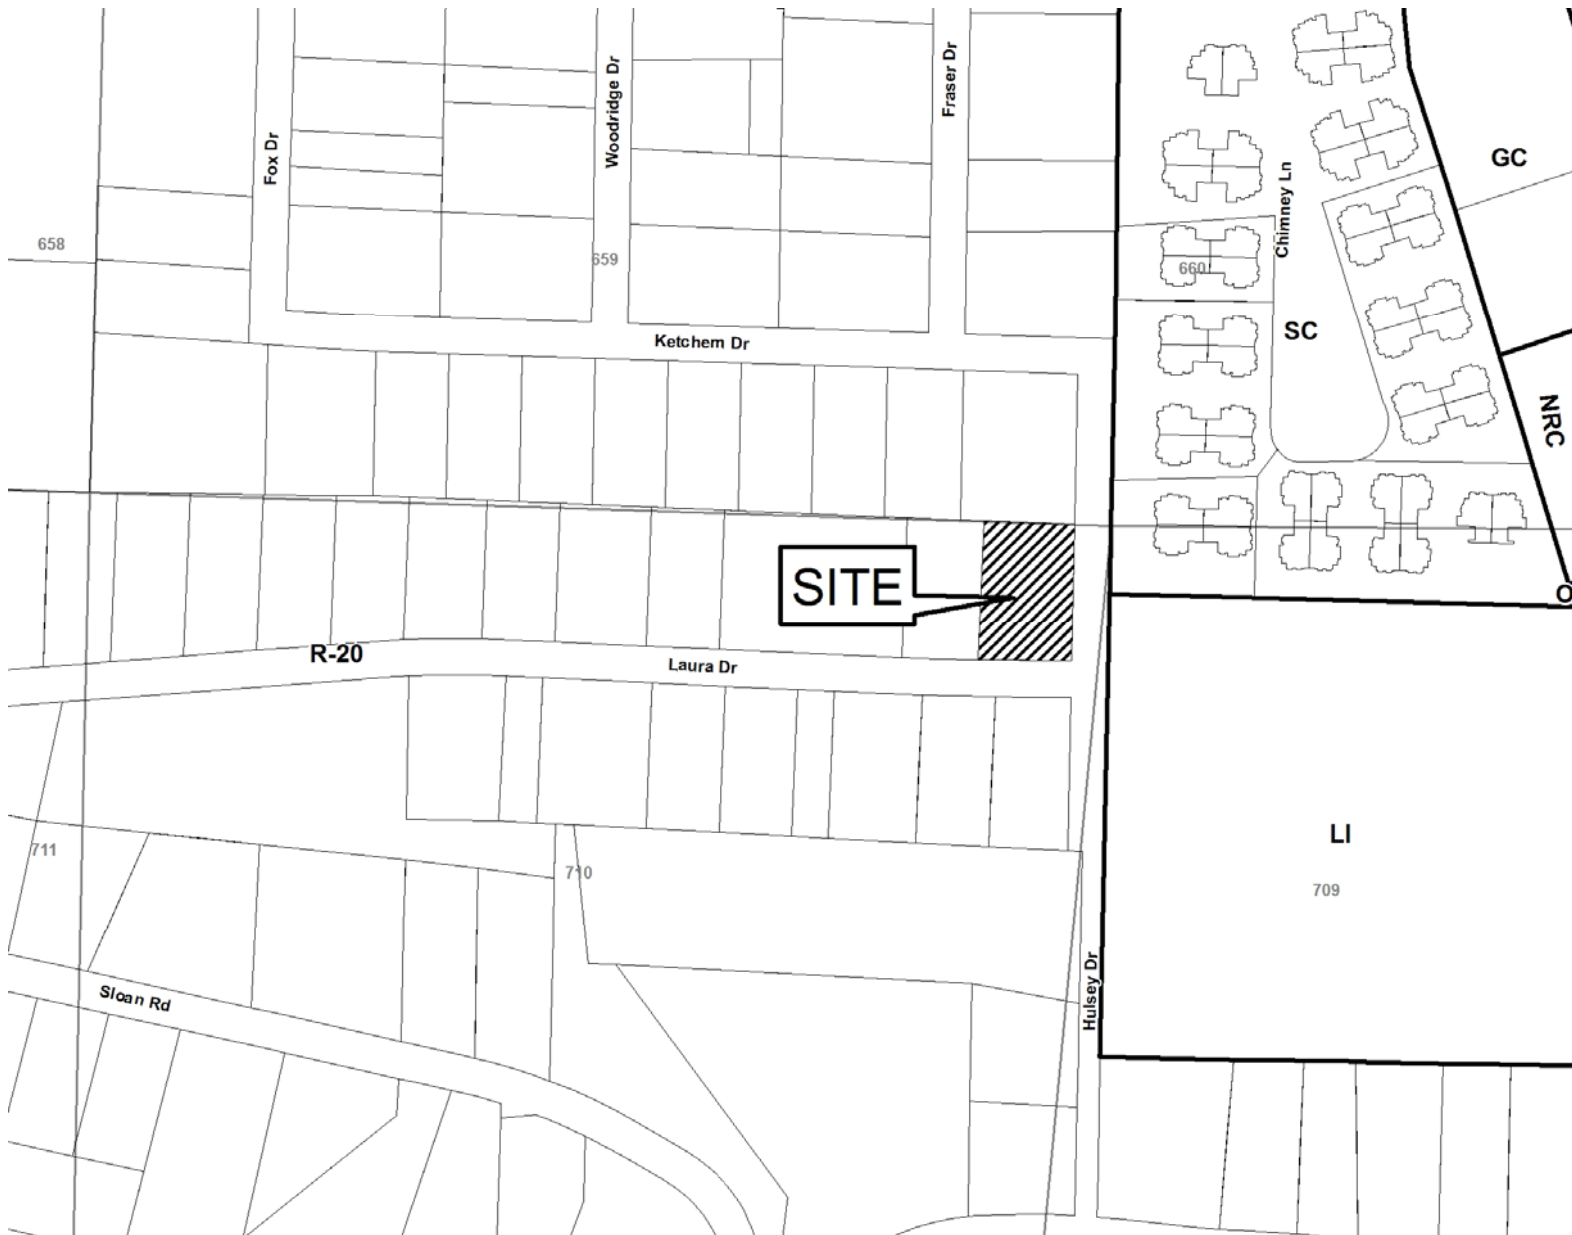 Fox Dr
Woodridge Dr
Fraser Dr
Chimney Ln
GC
658
659
660
SC
Ketchem Dr
NRC
SITE
O
R-20
Laura Dr
LI
711
710
709
Hulsey Dr
Sloan Rd